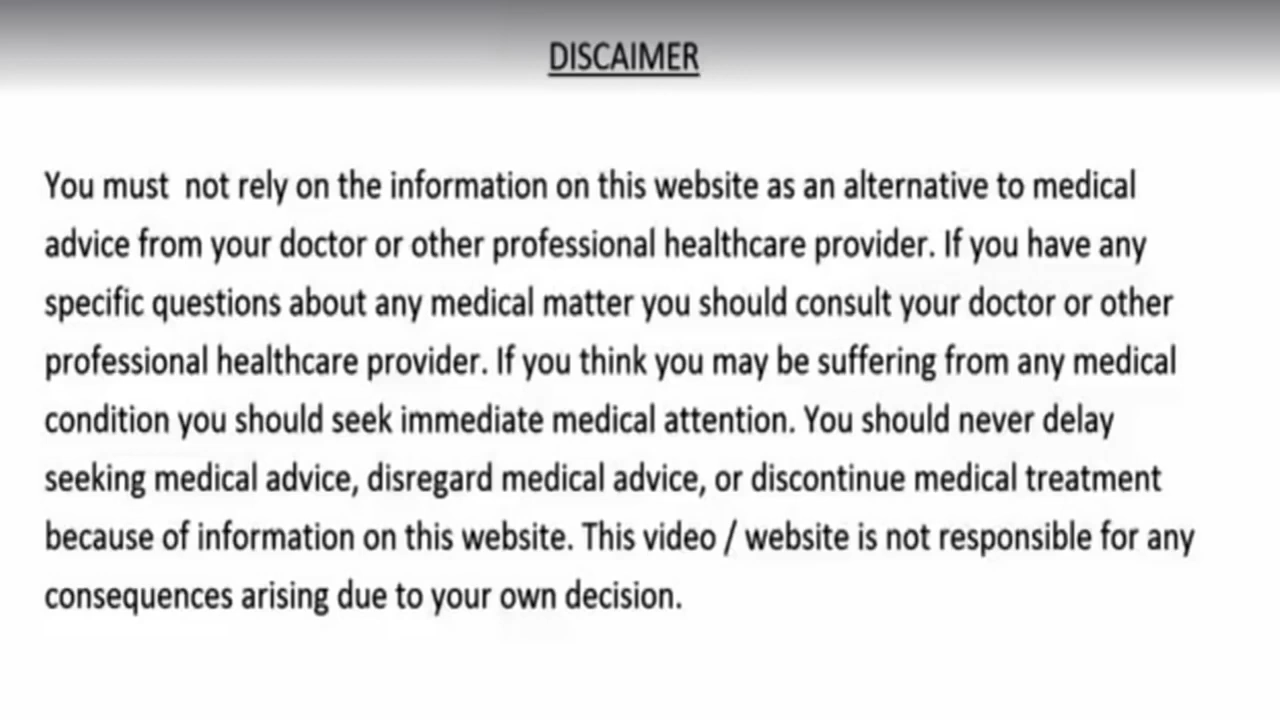 DISCAIMER
You must  not rely on the information on this website as an alternative to medical
advice from your doctor or other professional healthcare provider. If you have any
specific questions about any medical matter you should consult your doctor or other
professional healthcare provider. If you think you may be suffering from any medical
condition you should seek immediate medical attention. You should never delay
seeking medical advice, disregard medical advice, or discontinue medical treatment
because of information on this website. This video / website is not responsible for any
consequences arising due to your own decision.